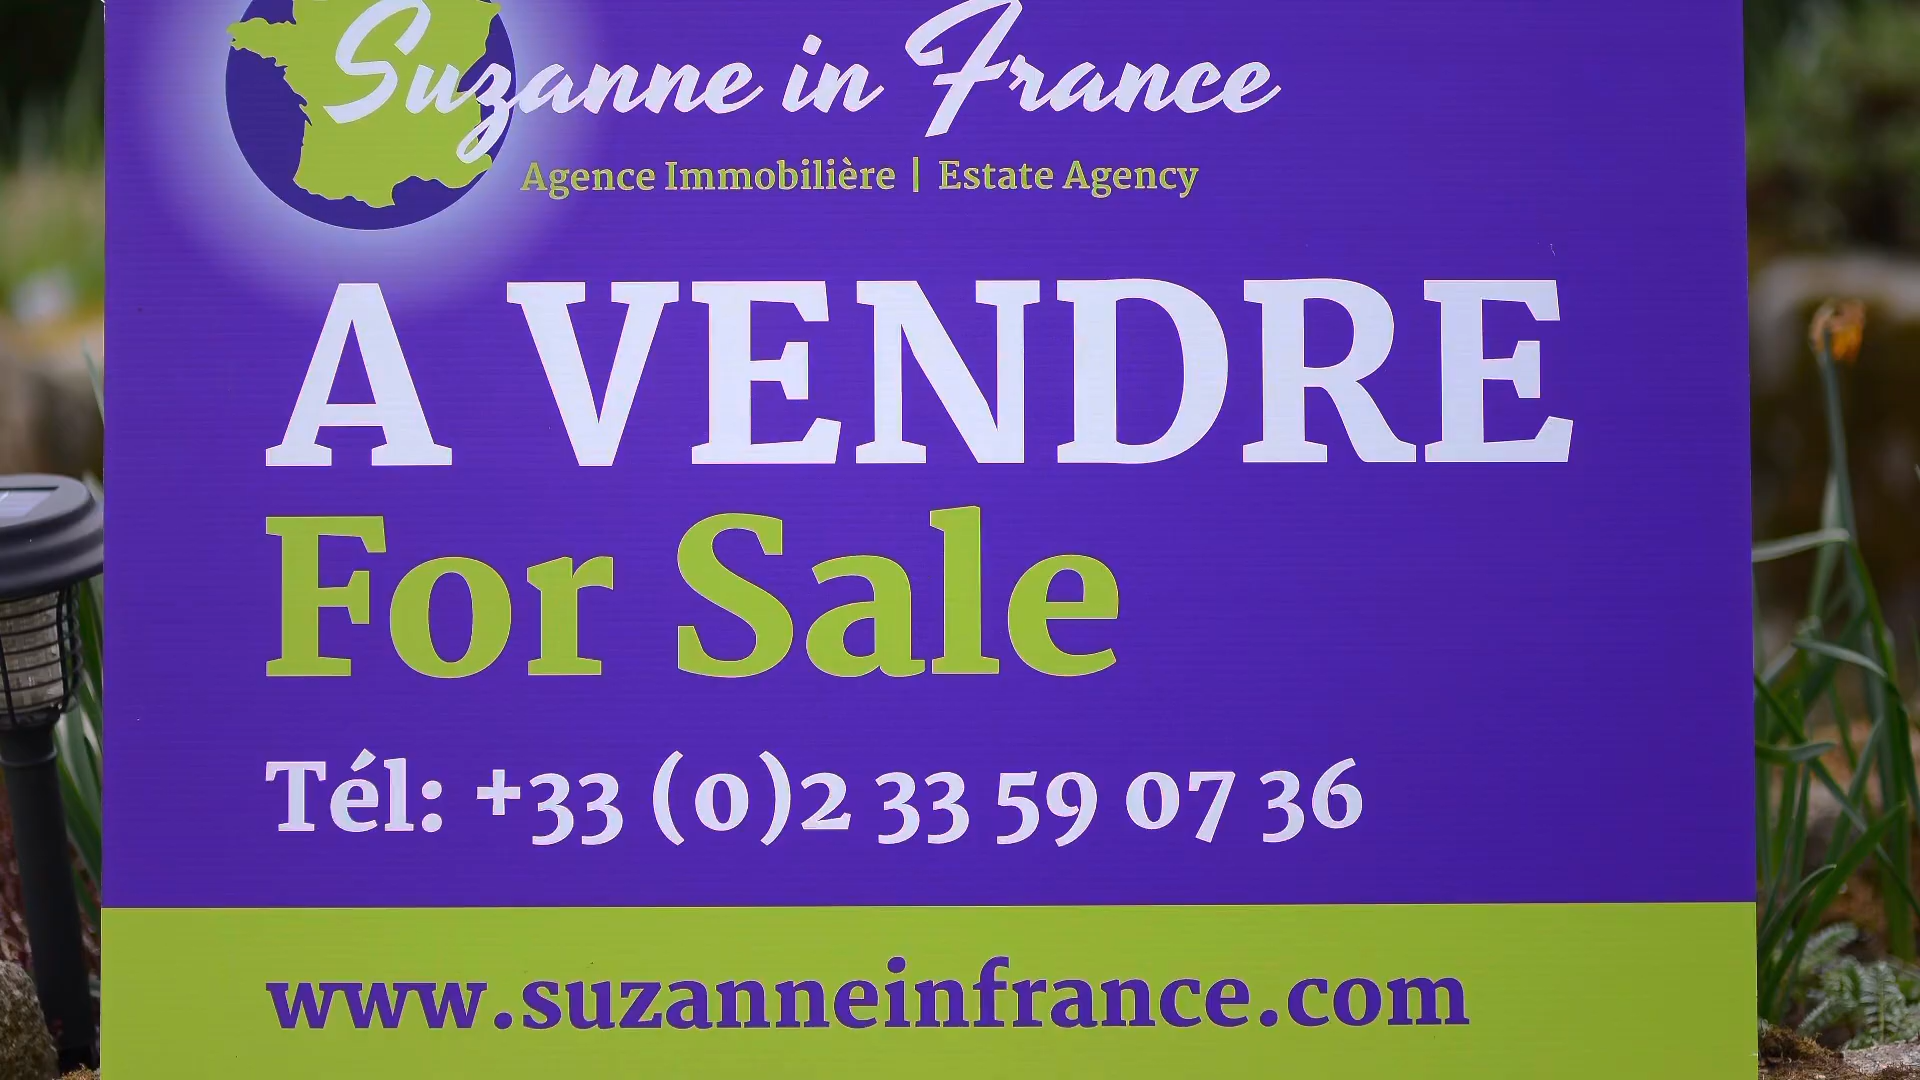 Suzanne in France
Agence Immobilière | Estate Agency
A VENDRE
For Sale
Tél: +33 (0)2 33 59 07 36
www.suzanneinfrance.com